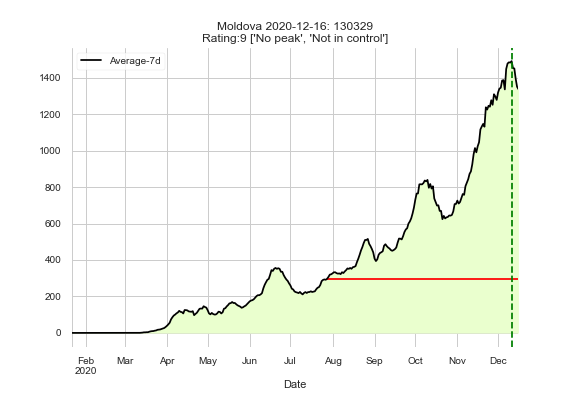 Moldova 2020-12-16: 130329
Rating:9 ['No peak', 'Not in control']
Average-7d
1400
1200
1000
800
600
400
200
0
Feb Mar Apr May Jun Jul Aug Sep Oct Nov Dec
2020
Date